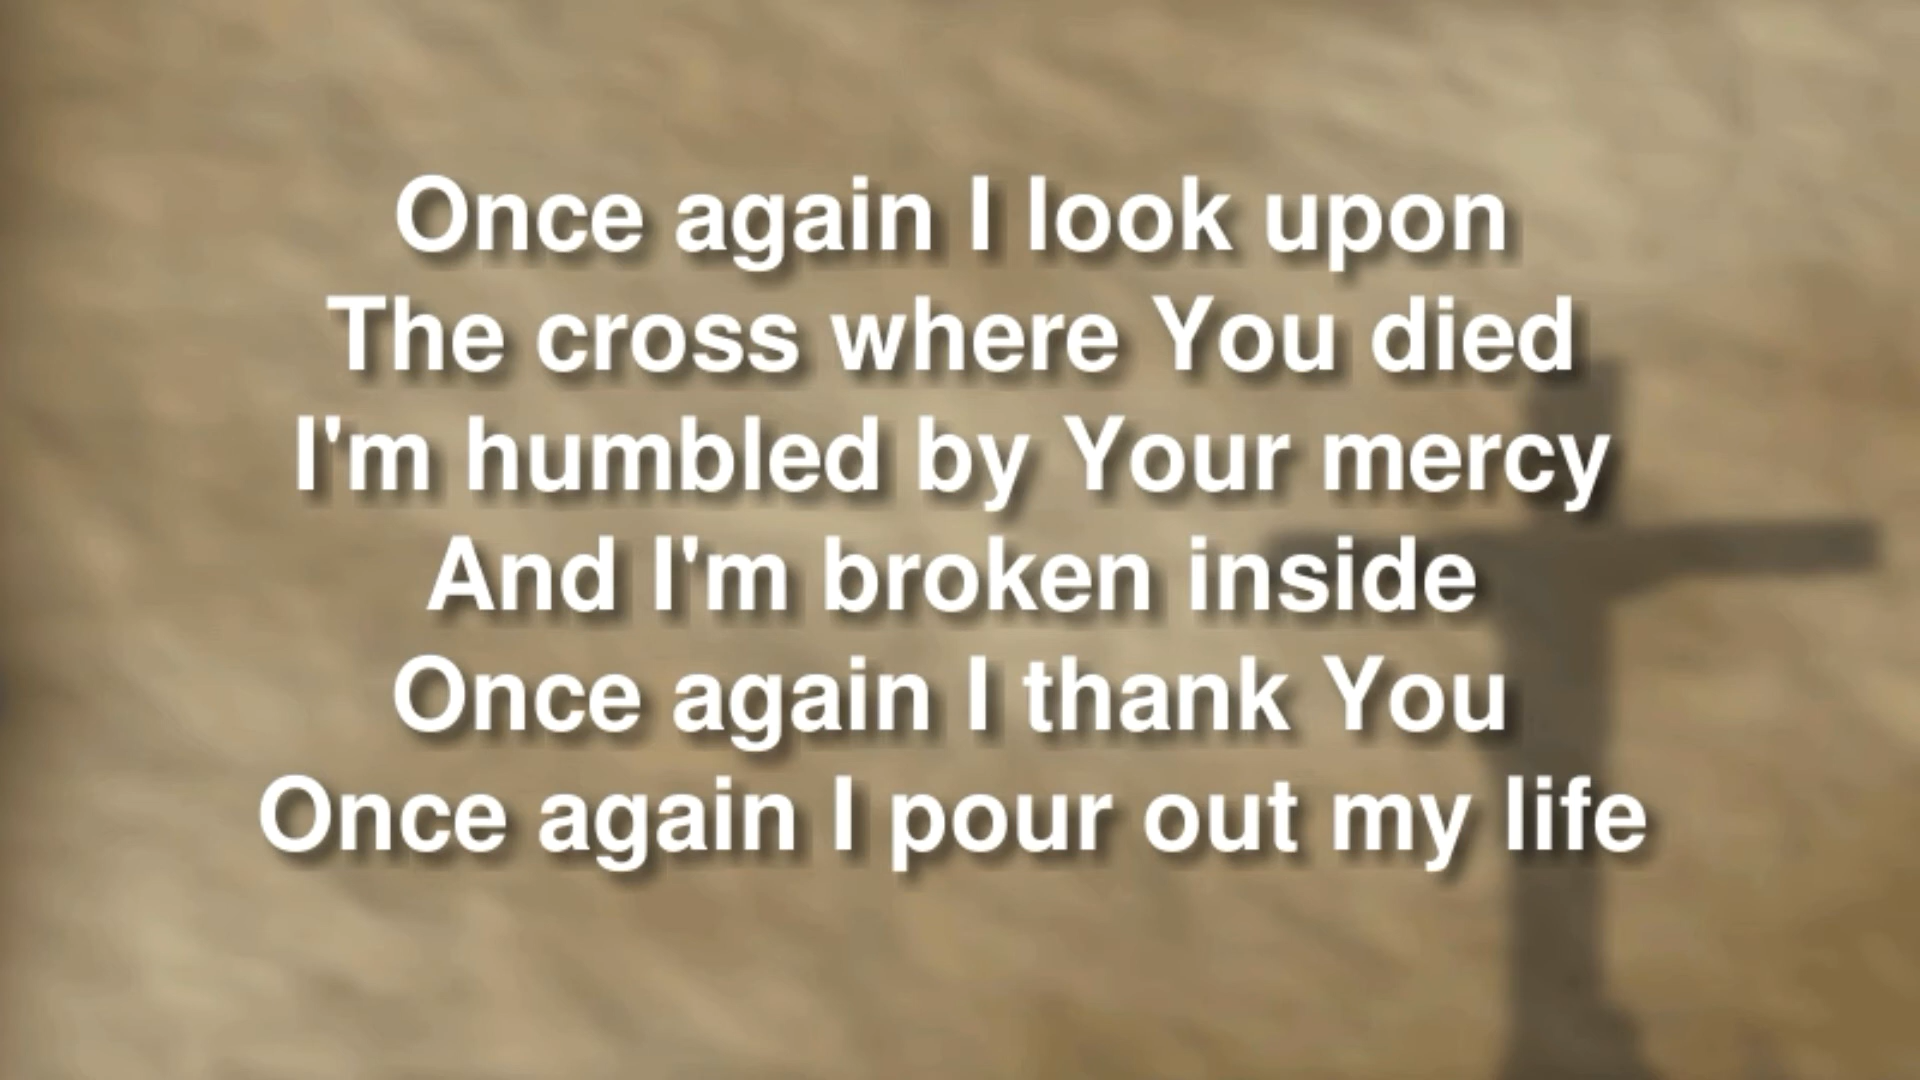 Once again I look upon
The cross where You died
I'm humbled by Your mercy
And I'm broken inside
Once again I thank You
Once again I pour out my life